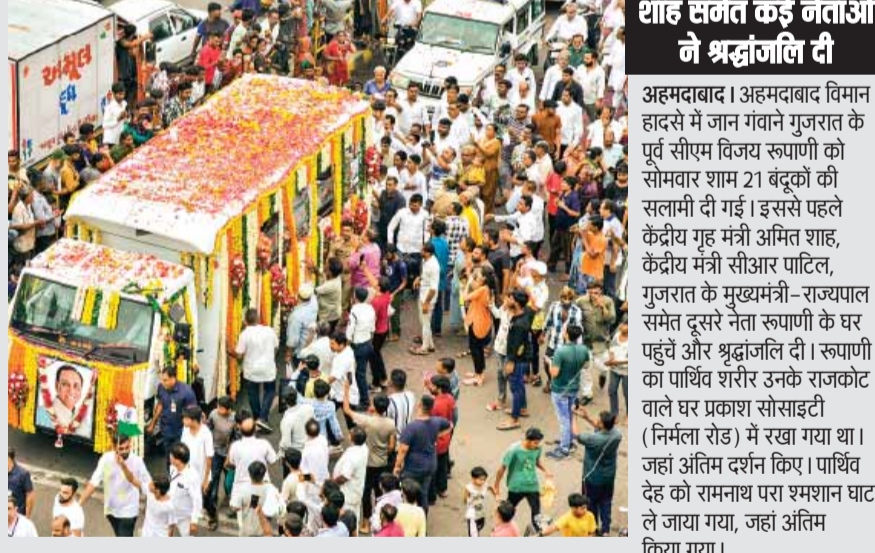 અમૂલ
દૂધ
शाह समेत कई नेताओं
ने श्रद्धांजलि दी
अहमदाबाद। अहमदाबाद विमान
हादसे में जान गंवाने गुजरात के
पूर्व सीएम विजय रूपाणी को
सोमवार शाम 21 बंदूकों की
सलामी दी गई। इससे पहले
केंद्रीय गृह मंत्री अमित शाह,
केंद्रीय मंत्री सीआर पाटिल,
गुजरात के मुख्यमंत्री-राज्यपाल
समेत दूसरे नेता रूपाणी के घर
पहुंचें और श्रृद्धांजलि दी। रूपाणी
का पार्थिव शरीर उनके राजकोट
वाले घर प्रकाश सोसाइटी
(निर्मला रोड) में रखा गया था।
जहां अंतिम दर्शन किए। पार्थिव
देह को रामनाथ परा श्मशान घाट
ले जाया गया, जहां अंतिम
किया गया।